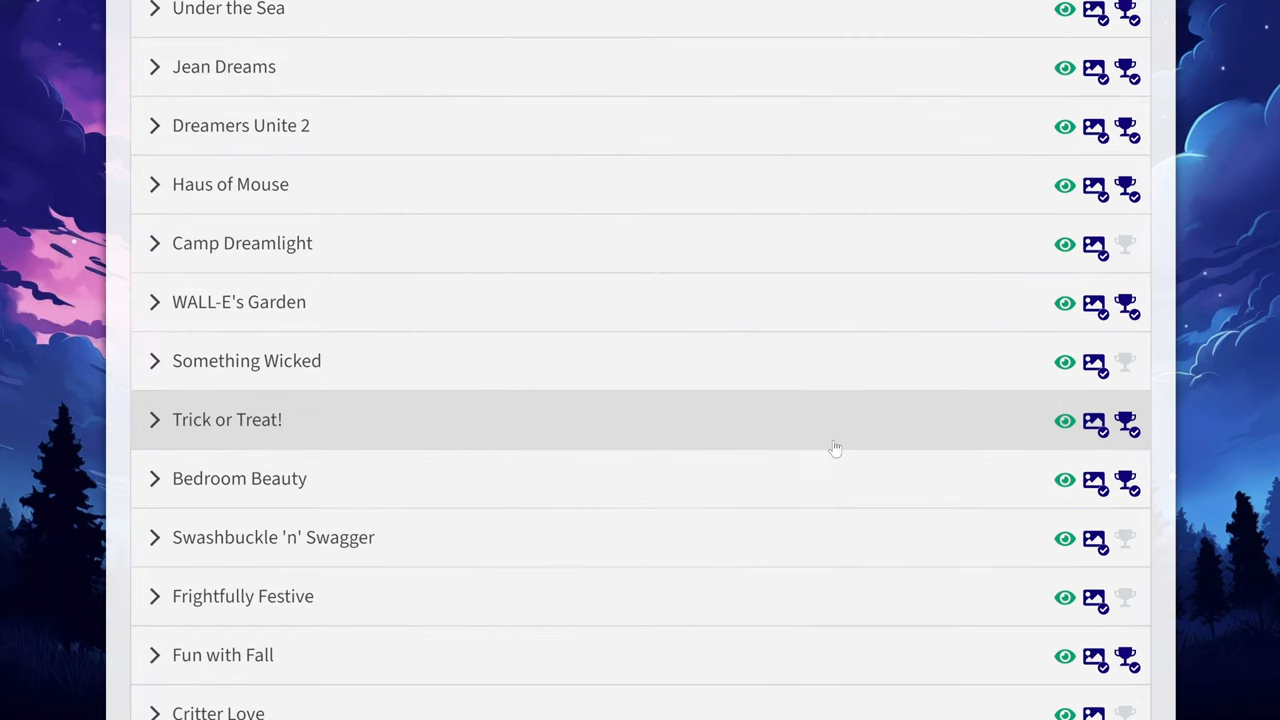 Under the Sea
Jean Dreams
Dreamers Unite 2
Haus of Mouse
Camp Dreamlight
WALL-E's Garden
Something Wicked
Trick or Treat!
Bedroom Beauty
Swashbuckle 'n' Swagger
Frightfully Festive
Fun with Fall
Critter Love